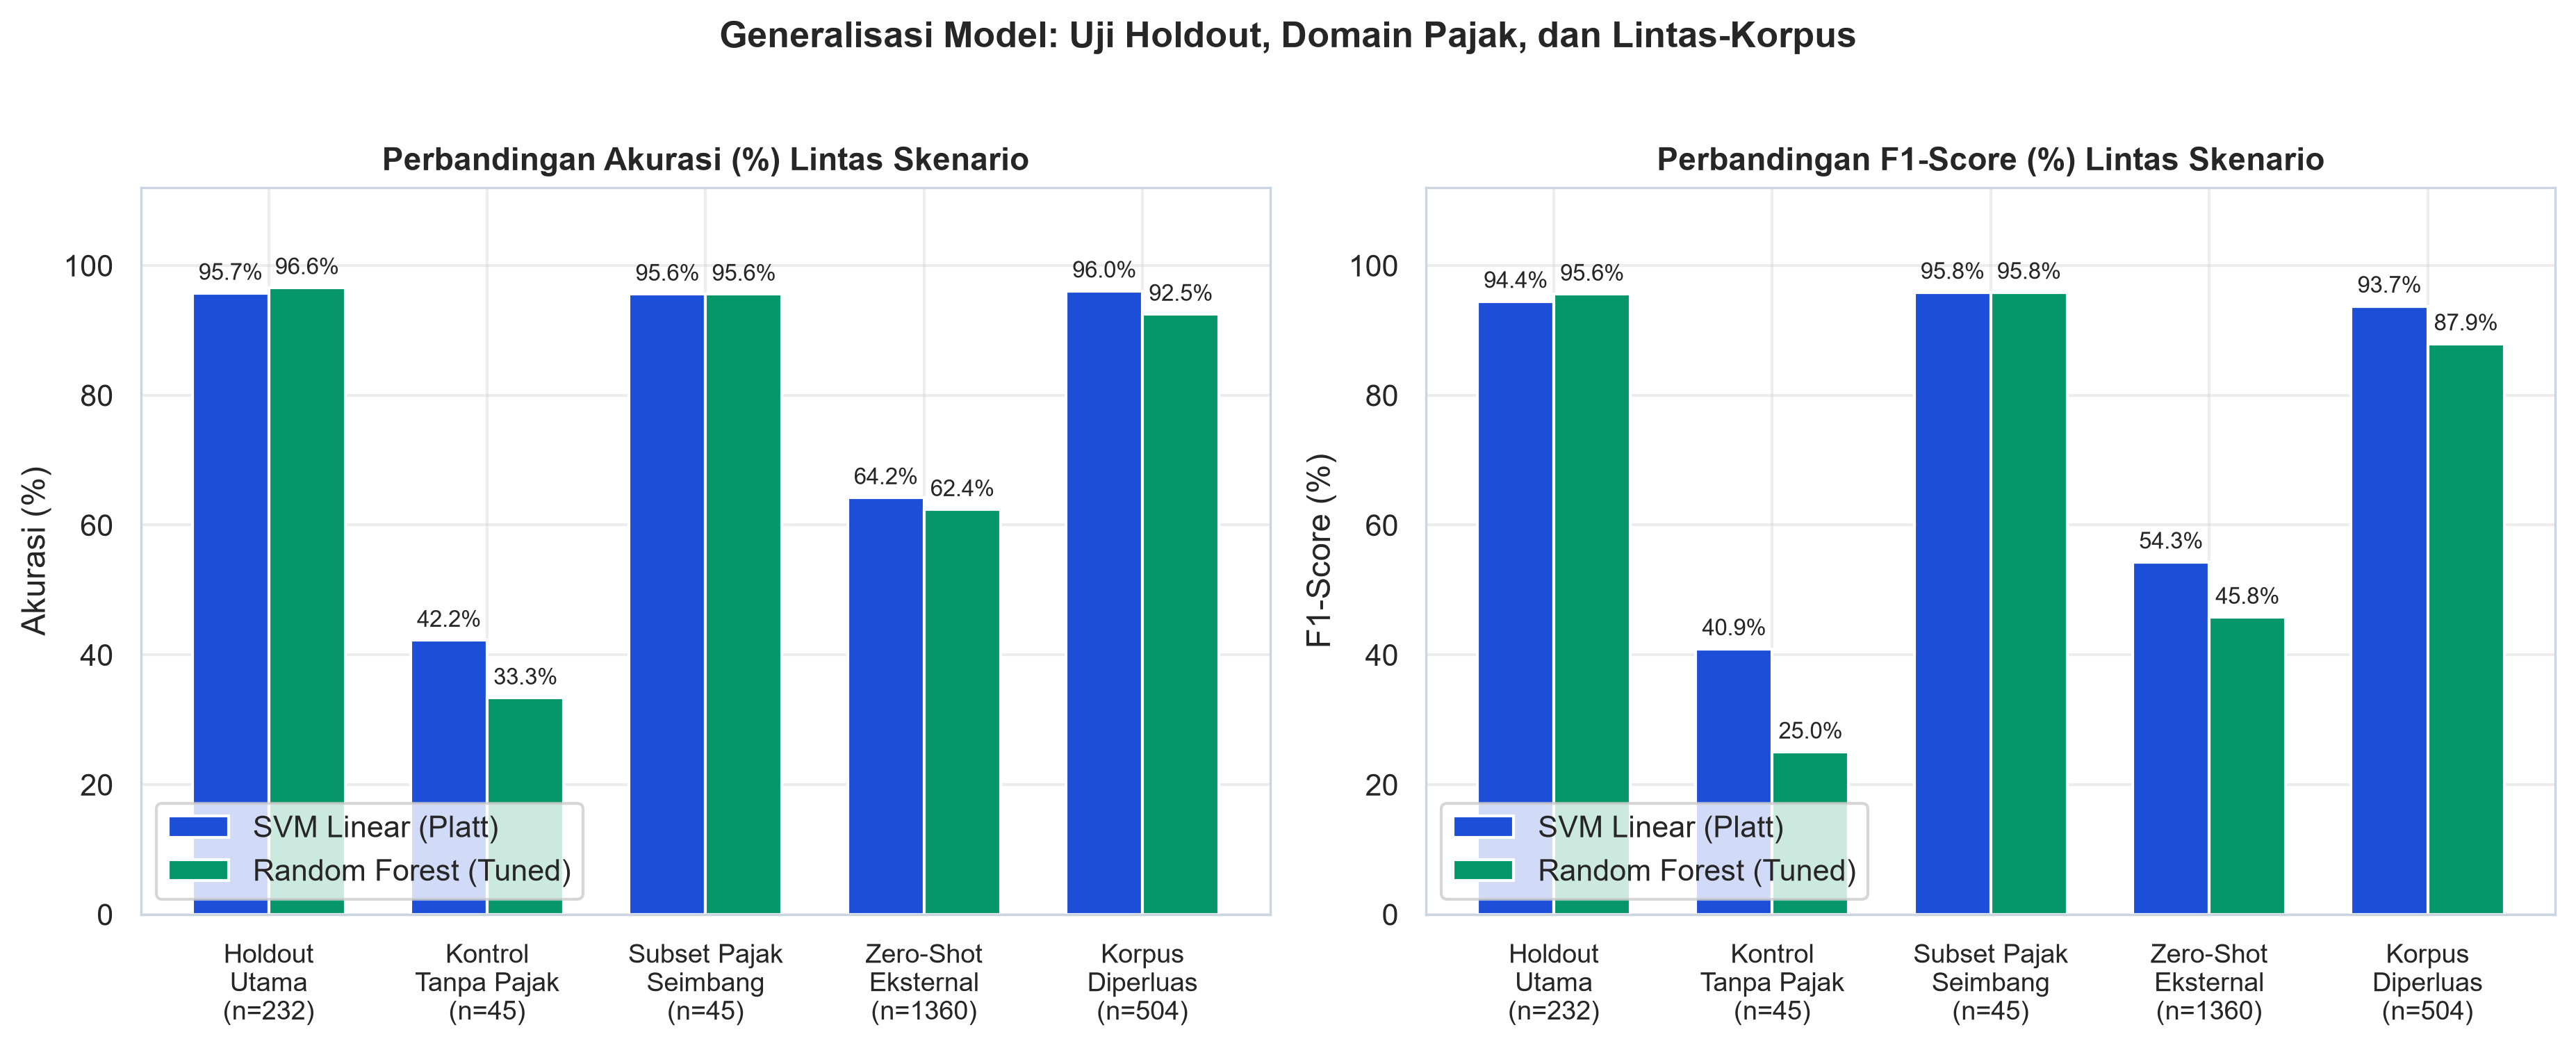 Generalisasi Model: Uji Holdout, Domain Pajak, dan Lintas-Korpus
Perbandingan Akurasi (%) Lintas Skenario
Akurasi (%)
100
80
60
40
20
0
95.7%
96.6%
42.2%
33.3%
95.6%
95.6%
64.2%
62.4%
96.0%
92.5%
SVM Linear (Platt)
Random Forest (Tuned)
Holdout
Utama
(n=232)
Kontrol
Tanpa Pajak
(n=45)
Subset Pajak
Seimbang
(n=45)
Zero-Shot
Eksternal
(n=1360)
Korpus
Diperluas
(n=504)
Perbandingan F1-Score (%) Lintas Skenario
F1-Score (%)
100
80
60
40
20
0
94.4%
95.6%
40.9%
25.0%
95.8%
95.8%
54.3%
45.8%
93.7%
87.9%
SVM Linear (Platt)
Random Forest (Tuned)
Holdout
Utama
(n=232)
Kontrol
Tanpa Pajak
(n=45)
Subset Pajak
Seimbang
(n=45)
Zero-Shot
Eksternal
(n=1360)
Korpus
Diperluas
(n=504)